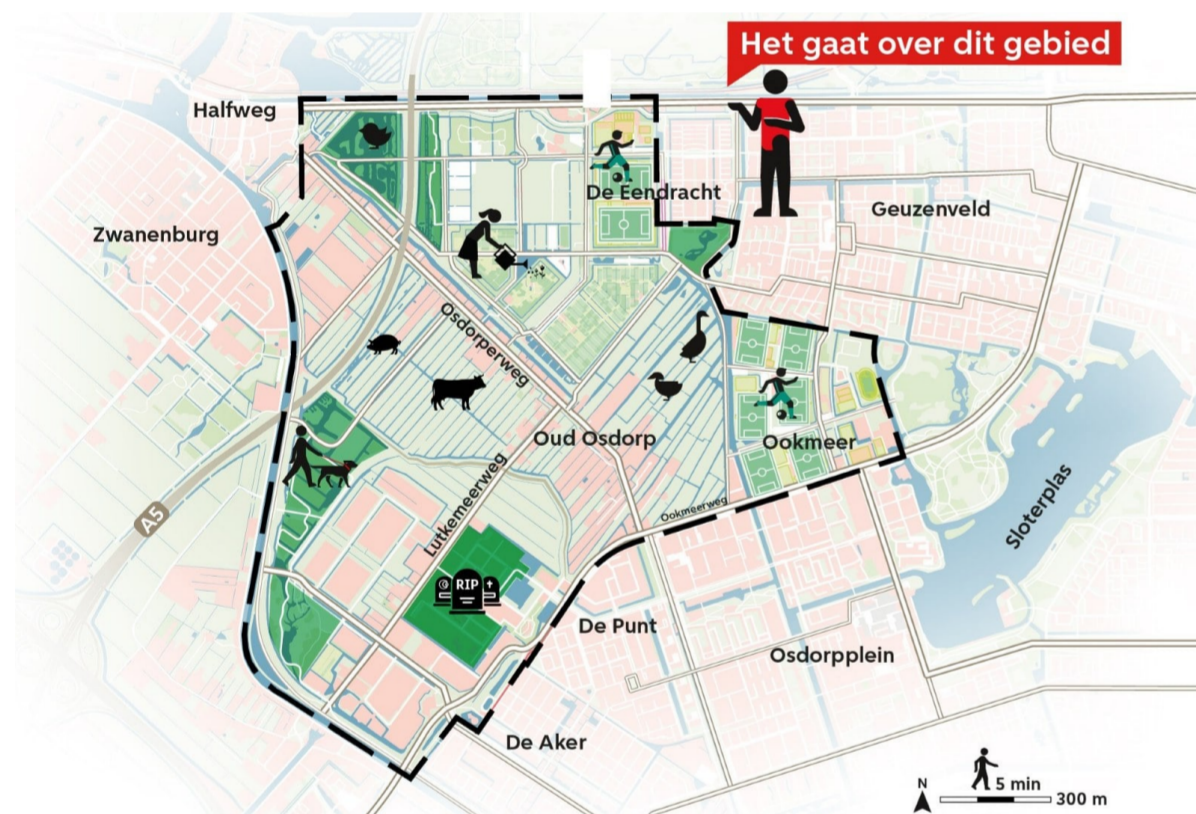 Het gaat over dit gebied
Halfweg
De Eendracht
Geuzenveld
Zwanenburg
Osdorperweg
Oud Osdorp
Ookmeer
Lutkemeerweg
Ookmeerweg
Sloterplas
A5
RIP
De Punt
Osdorpplein
De Aker
N
5 min
300 m